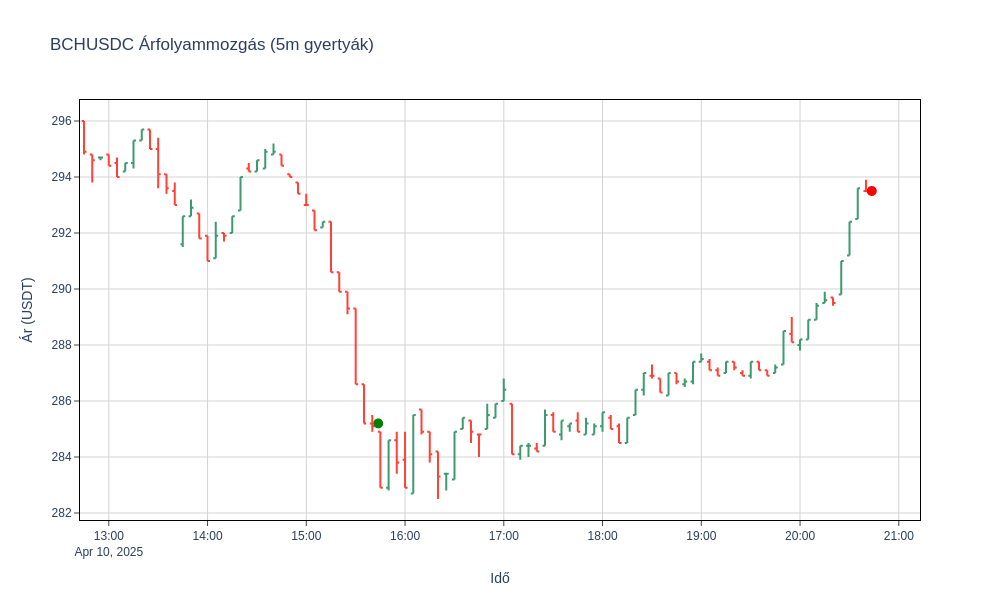 BCHUSDC Árfolyammozgás (5m gyertyák)
296
294
292
290
288
286
284
282
Ár (USDT)
13:00 14:00 15:00 16:00 17:00 18:00 19:00 20:00 21:00
Apr 10, 2025
Idő